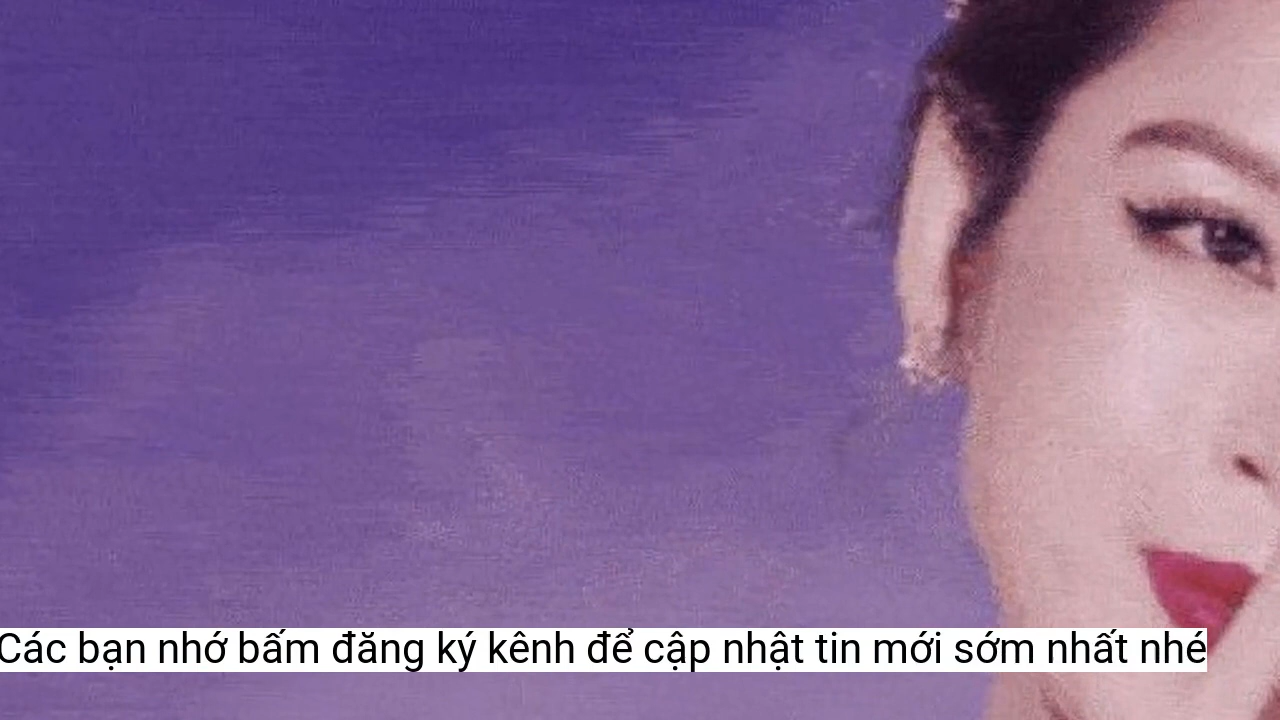 Các bạn nhớ bấm đăng ký kênh để cập nhật tin mới sớm nhất nhé